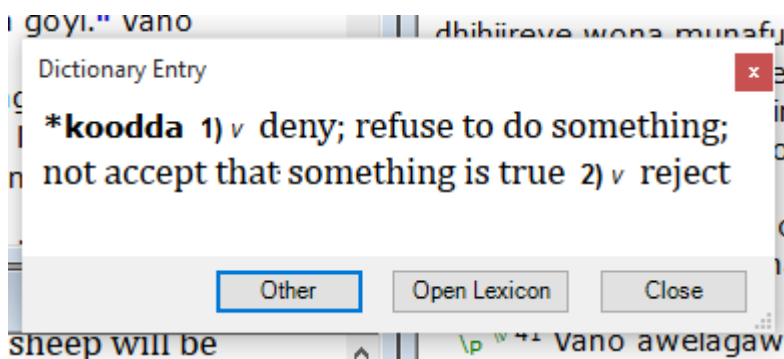 goyi." Vano
dhihiireve wona munafu
Dictionary Entry
x
*koodda 1) v deny; refuse to do something;
not accept that something is true 2) v reject
Other Open Lexicon Close
sheep will be
\p \v 41 Vano awelagaw